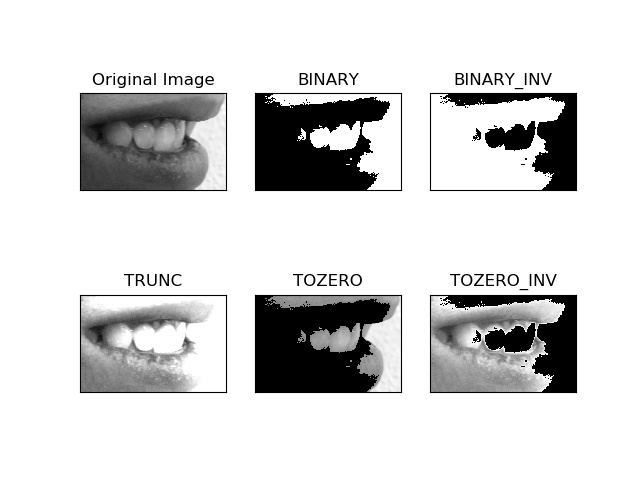 Original Image
BINARY
BINARY_INV
TRUNC
TOZERO
TOZERO_INV